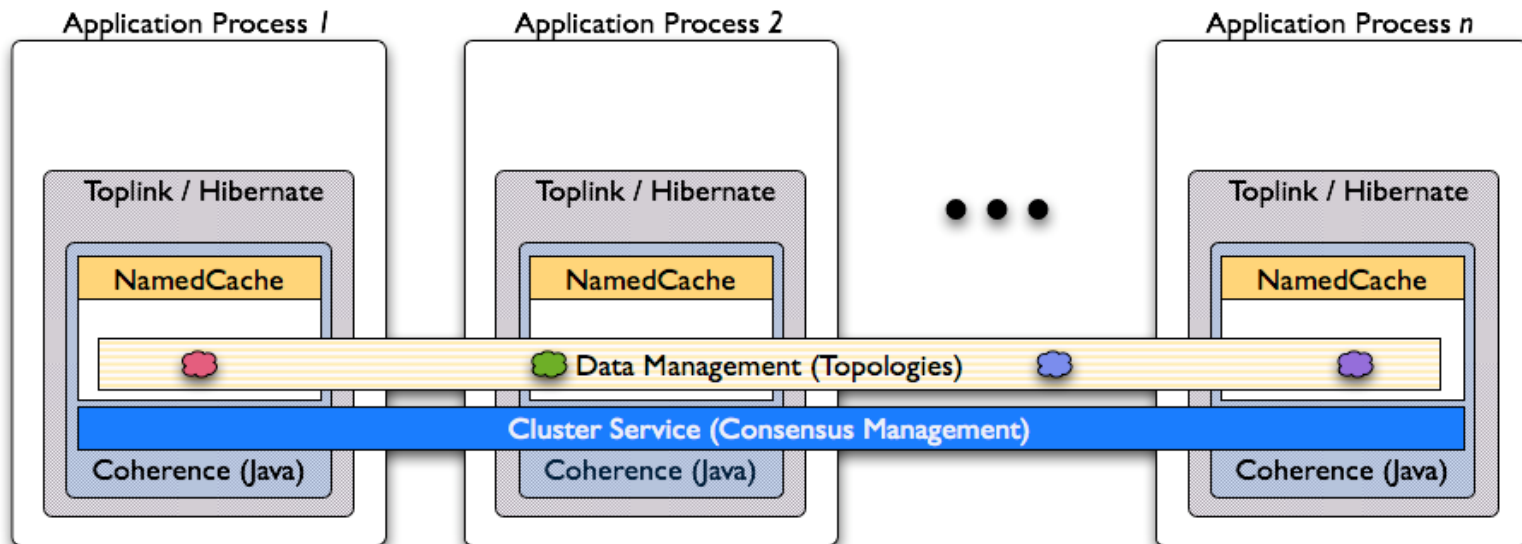 Application Process 1
Application Process 2
Application Process n
Toplink / Hibernate
Toplink / Hibernate
Toplink / Hibernate
NamedCache
NamedCache
NamedCache
Data Management (Topologies)
Cluster Service (Consensus Management)
Coherence (Java)
Coherence (Java)
Coherence (Java)